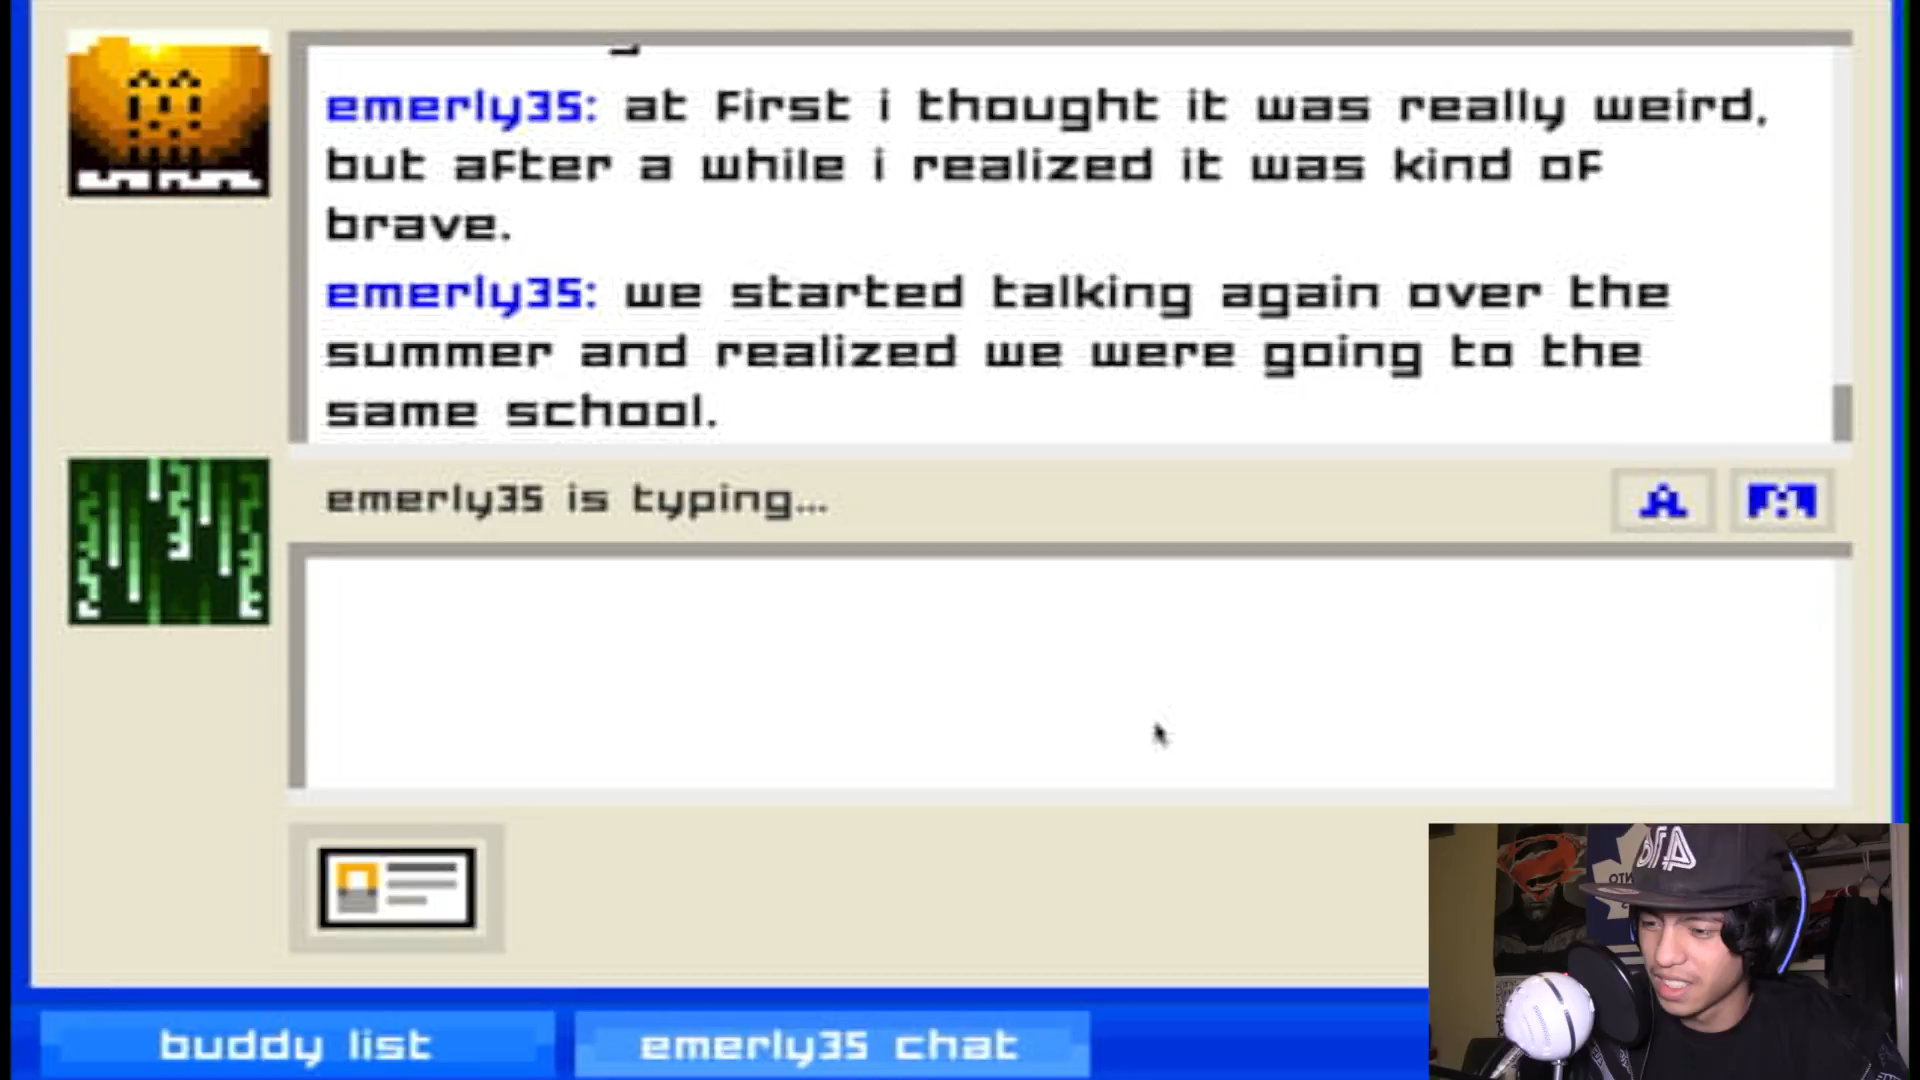 emerly35: at first i thought it was really weird,
but after a while i realized it was kind of
brave.
emerly35: we started talking again over the
summer and realized we were going to the
same school.
emerly35 is typing...
A
buddy list
emerly35 chat